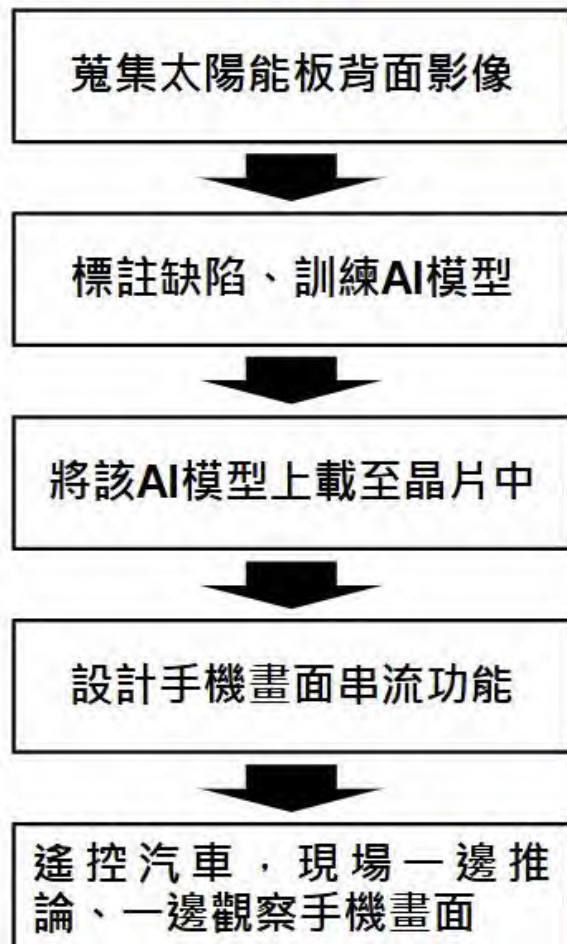 蒐集太陽能板背面影像
標註缺陷、訓練AI模型
將該AI模型上載至晶片中
設計手機畫面串流功能
遙控汽車，現場一邊推
論、一邊觀察手機畫面